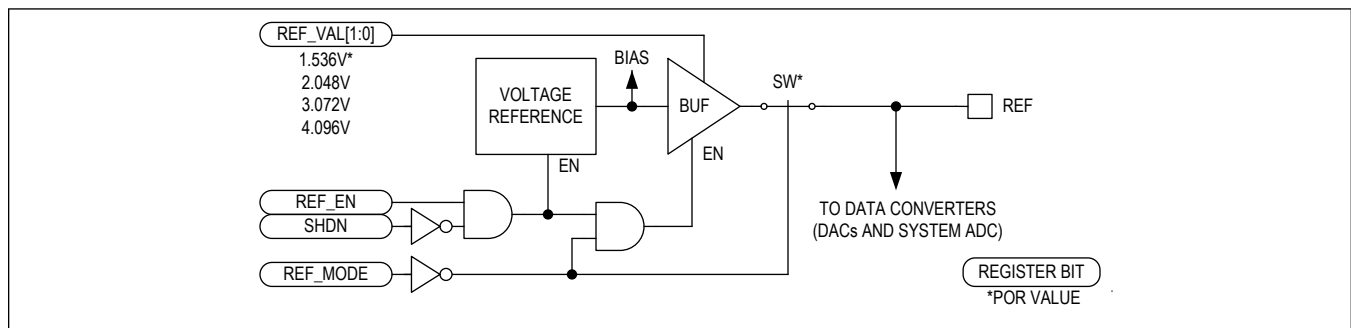 REF_VAL[1:0]
1.536V*
2.048V
3.072V
4.096V
VOLTAGE
REFERENCE
BIAS
BUF
SW*
REF
EN
EN
REF_EN
SHDN
REF_MODE
TO DATA CONVERTERS
(DACs AND SYSTEM ADC)
REGISTER BIT
*POR VALUE